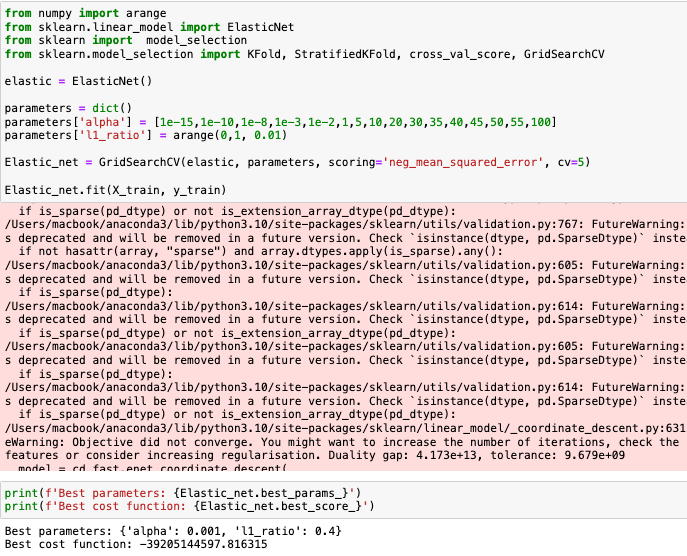 from numpy import arange
from sklearn.linear_model import ElasticNet
from sklearn import  model_selection
from sklearn.model_selection import KFold, StratifiedKFold, cross_val_score, GridSearchCV
elastic = ElasticNet()
parameters = dict()
parameters['alpha'] = [1e-15,1e-10,1e-8,1e-3,1e-2,1,5,10,20,30,35,40,45,50,55,100]
parameters['l1_ratio'] = arange(0,1, 0.01)
Elastic_net = GridSearchCV(elastic, parameters, scoring='neg_mean_squared_error', cv=5)
Elastic_net.fit(X_train, y_train)
  if is_sparse(pd_dtype) or not is_extension_array_dtype(pd_dtype):
/Users/macbook/anaconda3/lib/python3.10/site-packages/sklearn/utils/validation.py:767: FutureWarning:
s deprecated and will be removed in a future version. Check `isinstance(dtype, pd.SparseDtype)` inste
  if not hasattr(array, "sparse") and array.dtypes.apply(is_sparse).any():
/Users/macbook/anaconda3/lib/python3.10/site-packages/sklearn/utils/validation.py:605: FutureWarning:
s deprecated and will be removed in a future version. Check `isinstance(dtype, pd.SparseDtype)` inste
  if is_sparse(pd_dtype):
/Users/macbook/anaconda3/lib/python3.10/site-packages/sklearn/utils/validation.py:614: FutureWarning:
s deprecated and will be removed in a future version. Check `isinstance(dtype, pd.SparseDtype)` inste
  if is_sparse(pd_dtype) or not is_extension_array_dtype(pd_dtype):
/Users/macbook/anaconda3/lib/python3.10/site-packages/sklearn/utils/validation.py:605: FutureWarning:
s deprecated and will be removed in a future version. Check `isinstance(dtype, pd.SparseDtype)` inste
  if is_sparse(pd_dtype):
/Users/macbook/anaconda3/lib/python3.10/site-packages/sklearn/utils/validation.py:614: FutureWarning:
s deprecated and will be removed in a future version. Check `isinstance(dtype, pd.SparseDtype)` inste
  if is_sparse(pd_dtype) or not is_extension_array_dtype(pd_dtype):
/Users/macbook/anaconda3/lib/python3.10/site-packages/sklearn/linear_model/_coordinate_descent.py:631
eWarning: Objective did not converge. You might want to increase the number of iterations, check the
features or consider increasing regularisation. Duality gap: 4.173e+13, tolerance: 9.679e+09
  model = cd_fast.enet_coordinate_descent(
print(f'Best parameters: {Elastic_net.best_params_}')
print(f'Best cost function: {Elastic_net.best_score_}')
Best parameters: {'alpha': 0.001, 'l1_ratio': 0.4}
Best cost function: -39205144597.816315